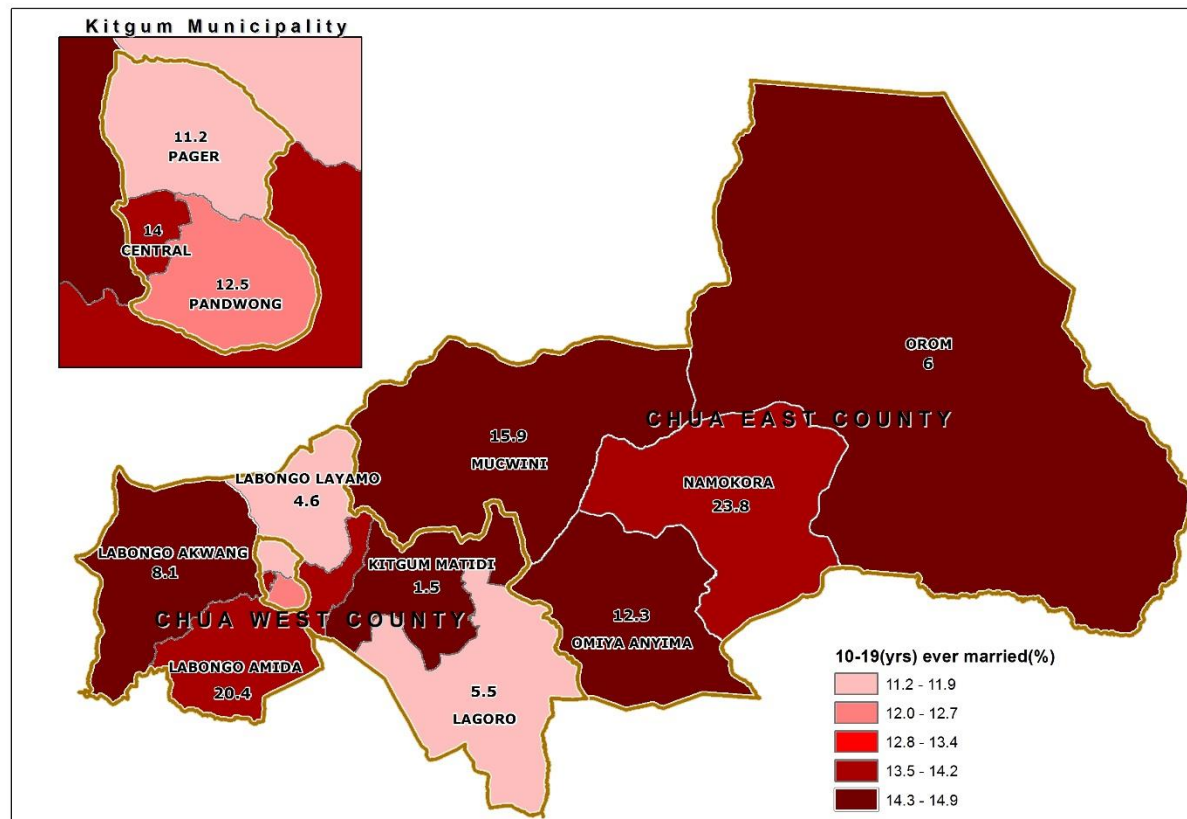 Kitgum Municipality
11.2
PAGER
14
CENTRAL
12.5
PANDWONG
OROM
6
CHUA EAST COUNTY
15.9
MUCWINI
NAMOKORA
23.8
LABONGO LAYAMO
4.6
LABONGO AKWANG
8.1
KITGUM MATIDI
1.5
CHUA WEST COUNTY
12.3
OMIYA ANYIMA
LABONGO AMIDA
20.4
5.5
LAGORO
10-19(yrs) ever married(%)
11.2 - 11.9
12.0 - 12.7
12.8 - 13.4
13.5 - 14.2
14.3 - 14.9